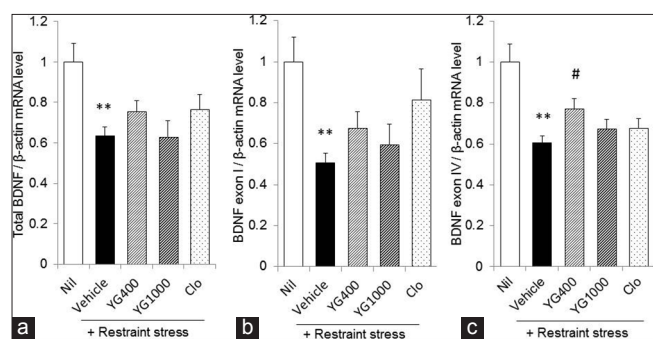 Total BDNF / β-actin mRNA level
1.2
1
0.8
0.6
0.4
0.2
0
**
Nil
Vehicle
YG400
YG1000
Clo
+ Restraint stress
a
BDNF exon I / β-actin mRNA level
1.2
1
0.8
0.6
0.4
0.2
0
**
Nil
Vehicle
YG400
YG1000
Clo
+ Restraint stress
b
BDNF exon IV / β-actin mRNA level
1.2
1
0.8
0.6
0.4
0.2
0
**
#
Nil
Vehicle
YG400
YG1000
Clo
+ Restraint stress
c